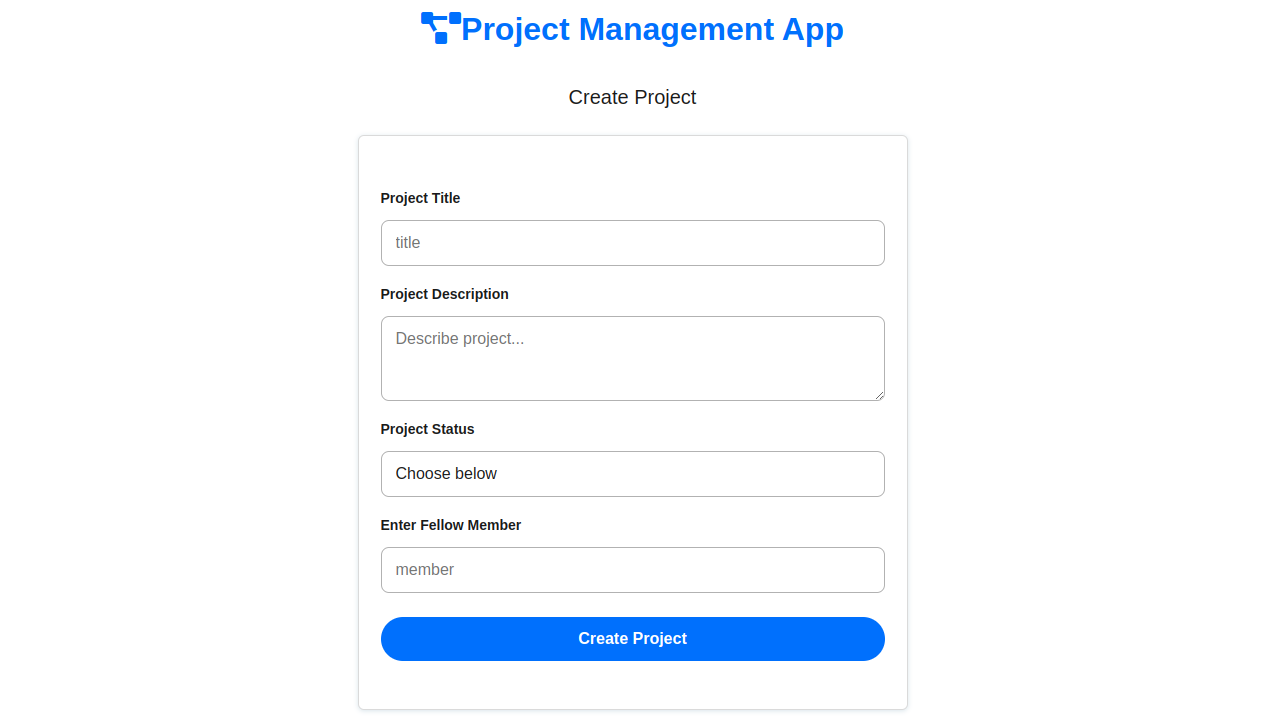 Project Management App
Create Project
Project Title
title
Project Description
Describe project...
Project Status
Choose below
Enter Fellow Member
member
Create Project